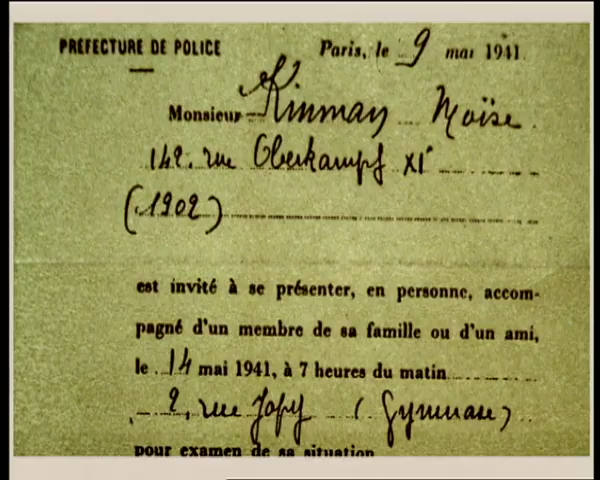 PREFECTURE DE POLICE
Paris, le 9 mai 1941
Monsieur Kinman Moïse
142. rue Oberkampf XIe
(1902)
est invité à se présenter, en personne, accom-
pagné d'un membre de sa famille ou d'un ami,
le 14 mai 1941, à 7 heures du matin
2, rue Japy (Gymnase)
pour examen de sa situation